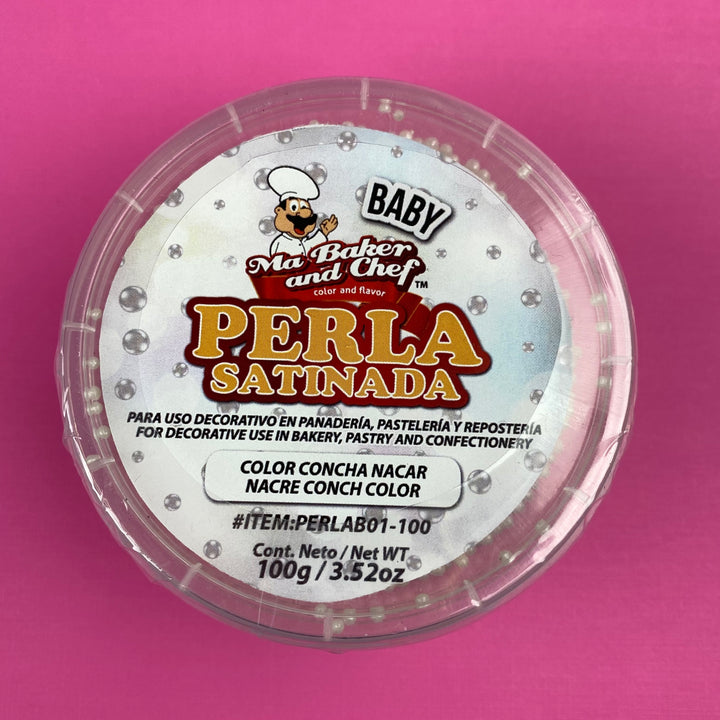 BABY
Ma Baker
and Chef™
color and flavor
PERLA
SATINADA
PARA USO DECORATIVO EN PANADERÍA, PASTELERÍA Y REPOSTERÍA
FOR DECORATIVE USE IN BAKERY, PASTRY AND CONFECTIONERY
COLOR CONCHA NACAR
NACRE CONCH COLOR
#ITEM:PERLAB01-100
Cont. Neto / Net WT.
100g / 3.52oz